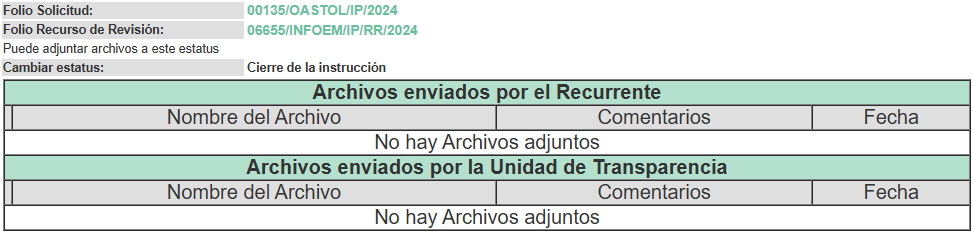 Folio Solicitud: 00135/OASTOL/IP/2024
Folio Recurso de Revisión: 06655/INFOEM/IP/RR/2024
Puede adjuntar archivos a este estatus
Cambiar estatus: Cierre de la instrucción
Archivos enviados por el Recurrente
Nombre del Archivo Comentarios Fecha
No hay Archivos adjuntos
Archivos enviados por la Unidad de Transparencia
Nombre del Archivo Comentarios Fecha
No hay Archivos adjuntos